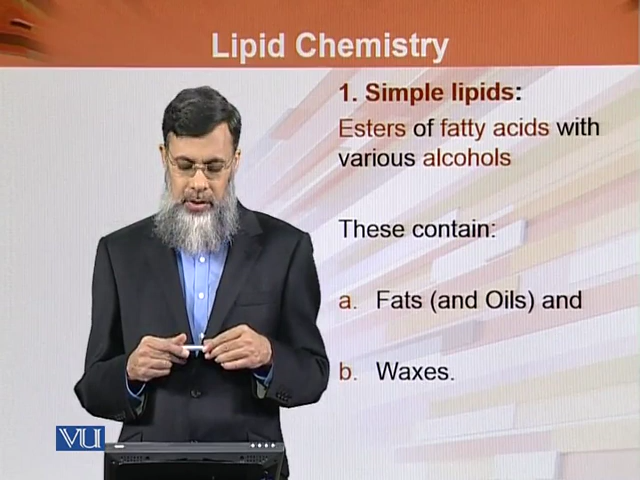 Lipid Chemistry
1. Simple lipids:
Esters of fatty acids with
various alcohols
These contain:
a. Fats (and Oils) and
b. Waxes.
VU